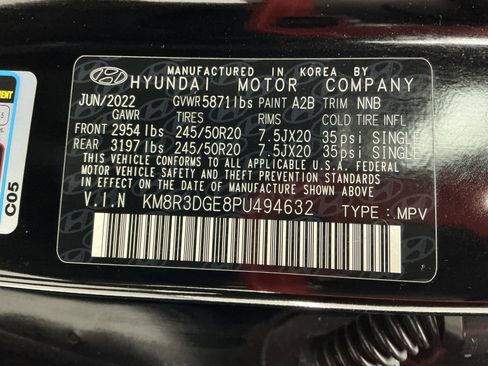 MANUFACTURED IN KOREA BY
HYUNDAI MOTOR COMPANY
JUN/2022 GVWR 5871lbs PAINT A2B TRIM NNB
GAWR TIRES RIMS COLD TIRE INFL
FRONT 2954lbs 245/50R20 7.5JX20 35psi SINGLE
REAR 3197lbs 245/50R20 7.5JX20 35psi SINGLE
THIS VEHICLE CONFORMS TO ALL APPLICABLE U.S.A. FEDERAL
MOTOR VEHICLE SAFETY AND THEFT PREVENTION STANDARDS
IN EFFECT ON THE DATE OF MANUFACTURE SHOWN ABOVE.
V.I.N KM8R3DGE8PU494632 TYPE : MPV
C05